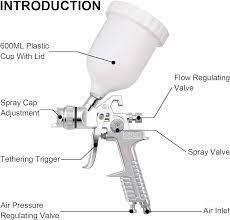 INTRODUCTION
600ML Plastic
Cup With Lid
Flow Regulating
Valve
Spray Cap
Adjustment
Spray Valve
Tethering Trigger
Air Pressure
Regulating Valve
Air Inlet